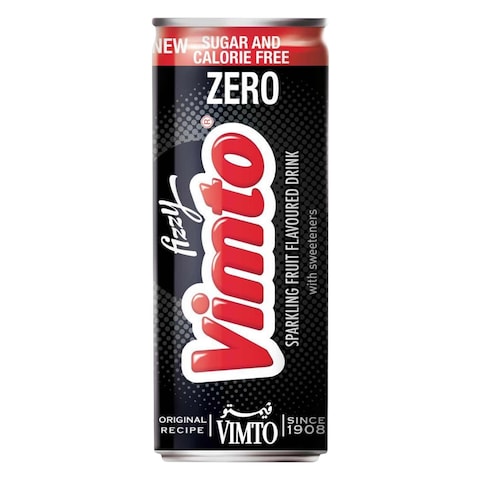 NEW
SUGAR AND
CALORIE FREE
ZERO
fizzy
Vimto®
SPARKLING FRUIT FLAVOURED DRINK
with sweeteners
ORIGINAL
RECIPE
ڤيمتو
VIMTO
SINCE
1908